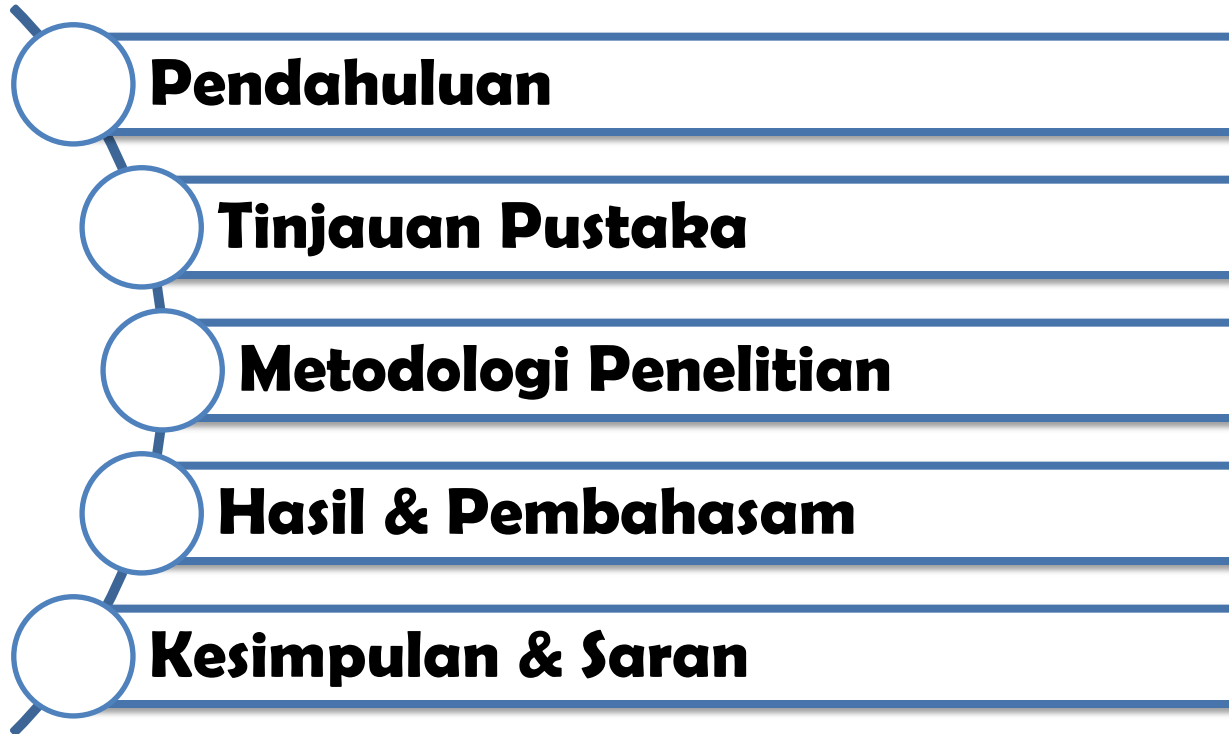 Pendahuluan
Tinjauan Pustaka
Metodologi Penelitian
Hasil & Pembahasam
Kesimpulan & Saran